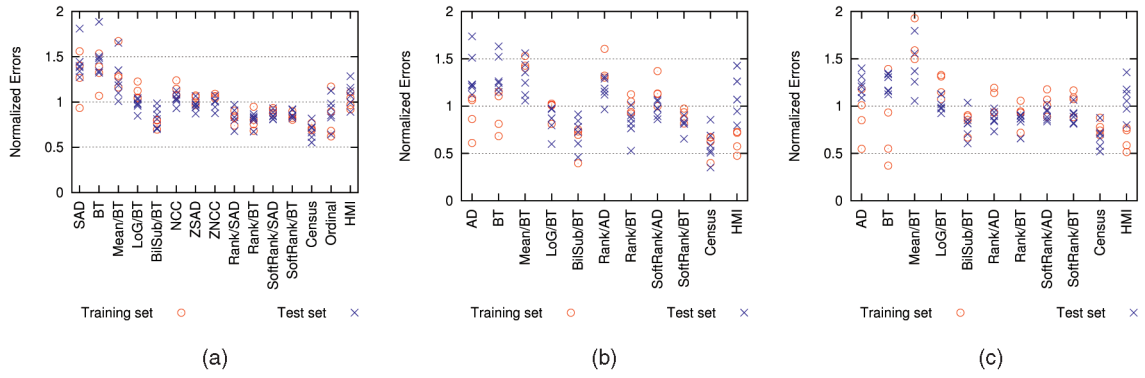 Normalized Errors
2
1.5
1
0.5
0
SAD
BT
Mean/BT
LoG/BT
BilSub/BT
NCC
ZSAD
ZNCC
Rank/SAD
Rank/BT
SoftRank/SAD
SoftRank/BT
Census
Ordinal
HMI
Training set
Test set
(a)
Normalized Errors
2
1.5
1
0.5
0
AD
BT
Mean/BT
LoG/BT
BilSub/BT
Rank/AD
Rank/BT
SoftRank/AD
SoftRank/BT
Census
HMI
Training set
Test set
(b)
Normalized Errors
2
1.5
1
0.5
0
AD
BT
Mean/BT
LoG/BT
BilSub/BT
Rank/AD
Rank/BT
SoftRank/AD
SoftRank/BT
Census
HMI
Training set
Test set
(c)